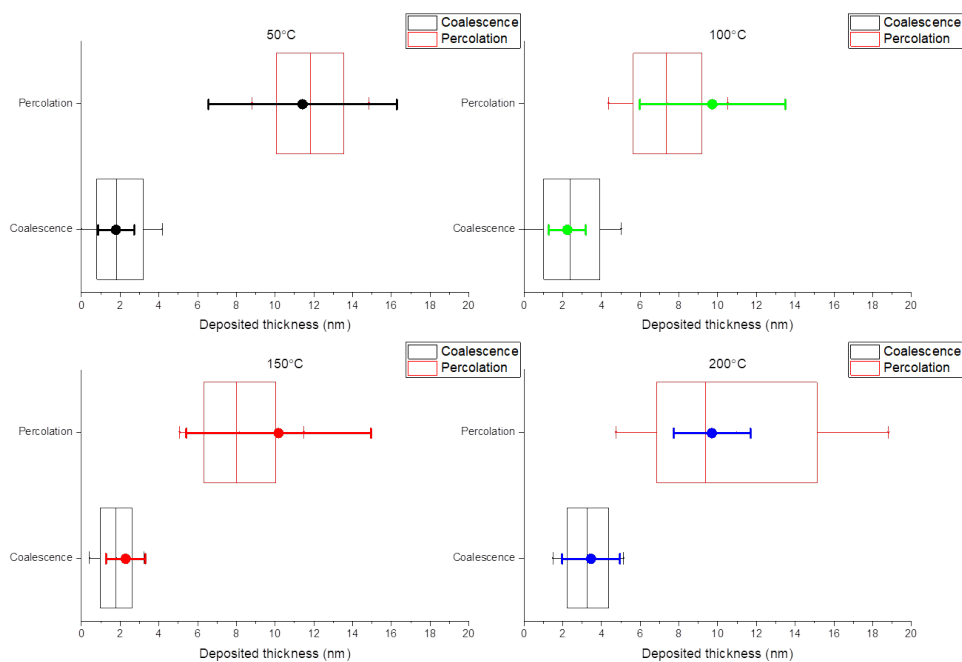 50°C
Coalescence
Percolation
Percolation
Coalescence
0 2 4 6 8 10 12 14 16 18 20
Deposited thickness (nm)
100°C
Coalescence
Percolation
Percolation
Coalescence
0 2 4 6 8 10 12 14 16 18 20
Deposited thickness (nm)
150°C
Coalescence
Percolation
Percolation
Coalescence
0 2 4 6 8 10 12 14 16 18 20
Deposited thickness (nm)
200°C
Coalescence
Percolation
Percolation
Coalescence
0 2 4 6 8 10 12 14 16 18 20
Deposited thickness (nm)